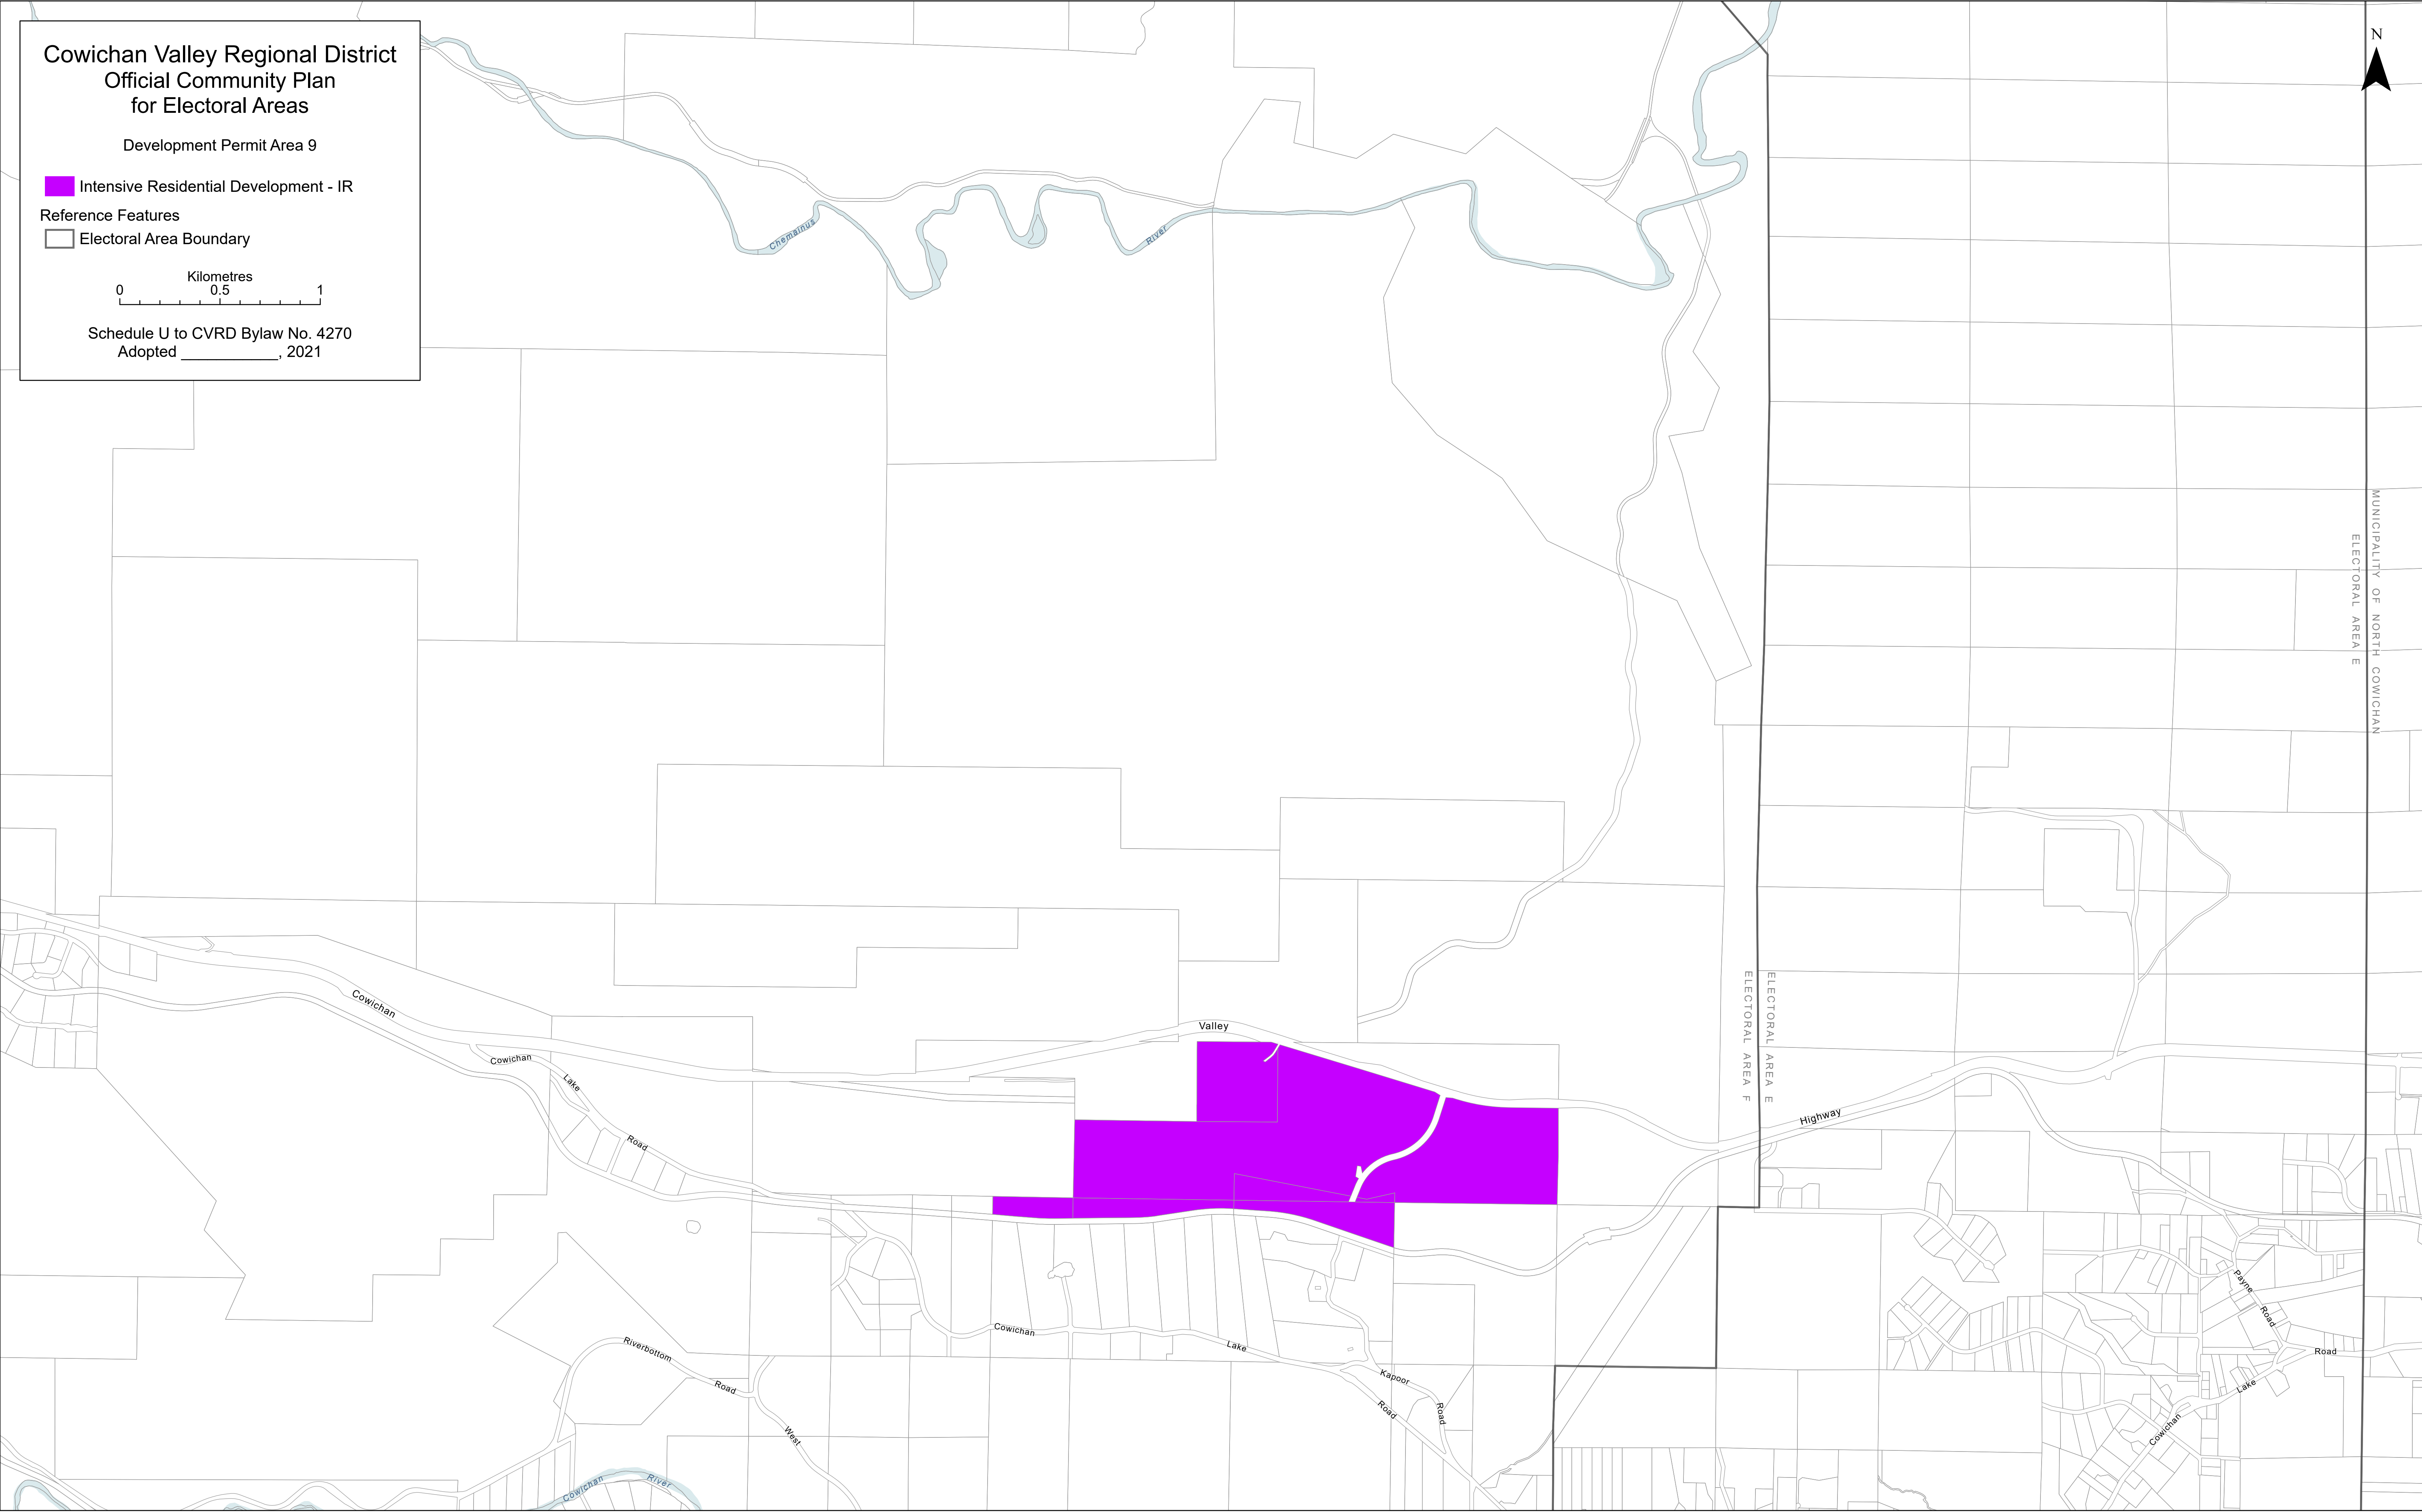 Cowichan Valley Regional District
Official Community Plan
for Electoral Areas
Development Permit Area 9
Intensive Residential Development - IR
Reference Features
Electoral Area Boundary
Kilometres
0 0.5 1
Schedule U to CVRD Bylaw No. 4270
Adopted ___________, 2021
N
Chemainus
River
MUNICIPALITY OF NORTH COWICHAN
ELECTORAL AREA E
ELECTORAL AREA F
ELECTORAL AREA E
Cowichan
Valley
Highway
Cowichan
Lake
Road
Cowichan
Lake
Road
Kapoor
Road
Riverbottom
Road
West
Cowichan
River
Payne
Road
Cowichan
Lake
Road